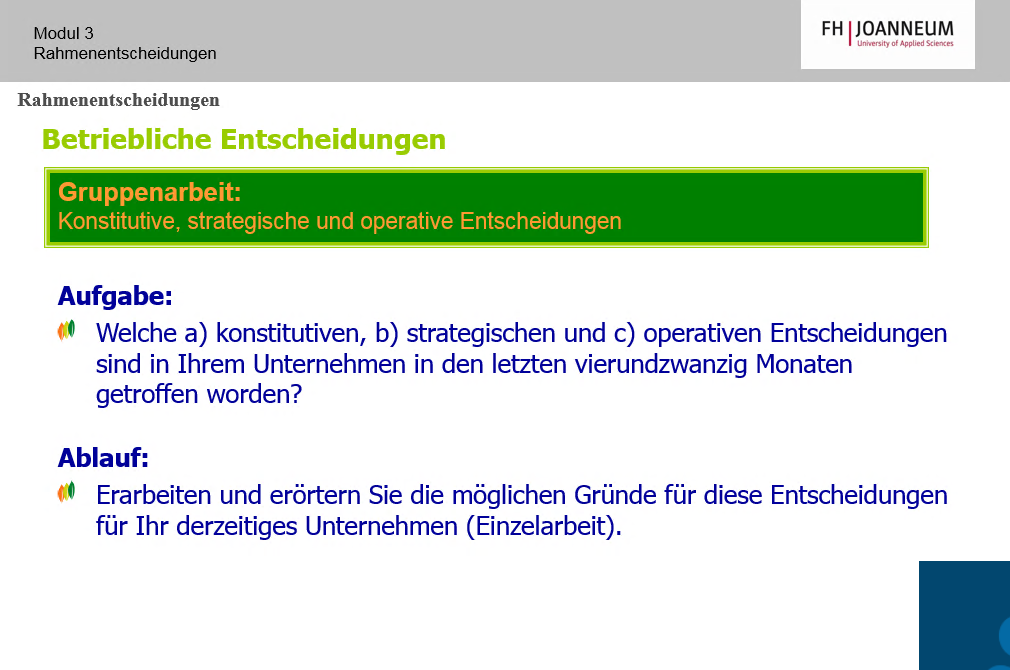 Modul 3
Rahmenentscheidungen
FH JOANNEUM
University of Applied Sciences
Rahmenentscheidungen
Betriebliche Entscheidungen
Gruppenarbeit:
Konstitutive, strategische und operative Entscheidungen
Aufgabe:
Welche a) konstitutiven, b) strategischen und c) operativen Entscheidungen
sind in Ihrem Unternehmen in den letzten vierundzwanzig Monaten
getroffen worden?
Ablauf:
Erarbeiten und erörtern Sie die möglichen Gründe für diese Entscheidungen
für Ihr derzeitiges Unternehmen (Einzelarbeit).